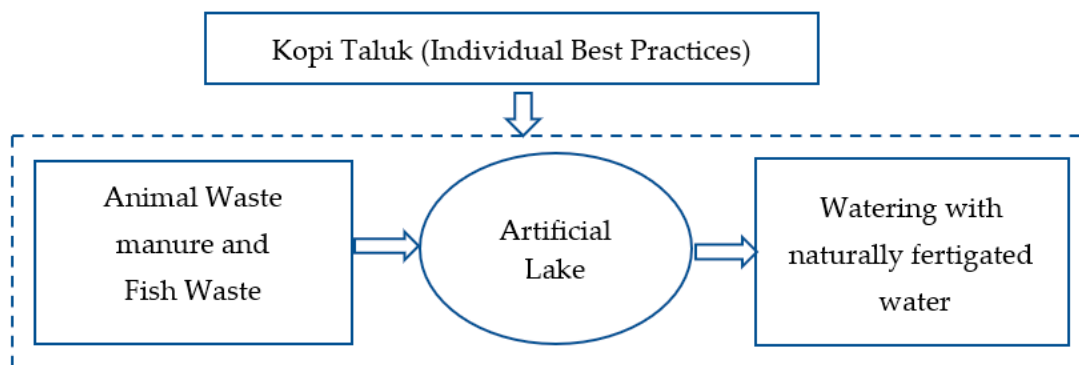 Kopi Taluk (Individual Best Practices)
Animal Waste
manure and
Fish Waste
Artificial
Lake
Watering with
naturally fertigated
water